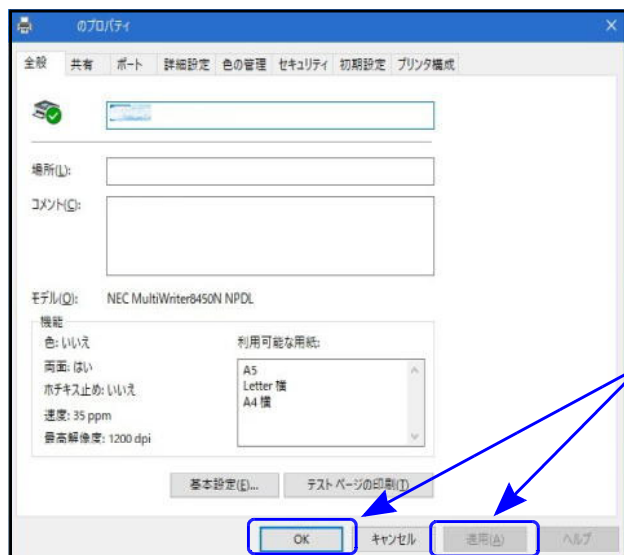 のプロパティ
全般 共有 ポート 詳細設定 色の管理 セキュリティ 初期設定 プリンタ構成
場所(L):
コメント(C):
モデル(O): NEC MultiWriter8450N NPDL
機能
色: いいえ
両面: はい
ホチキス止め: いいえ
速度: 35 ppm
最高解像度: 1200 dpi
利用可能な用紙:
A5
Letter 横
A4 横
基本設定(E)... テスト ページの印刷(T)
OK キャンセル 適用(A) ヘルプ